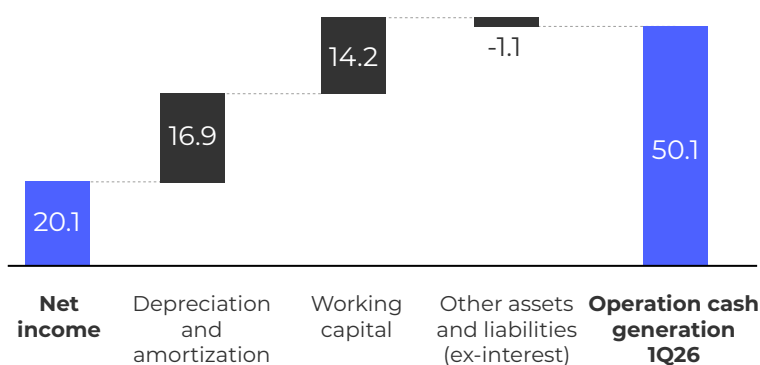 14.2
-1.1
16.9
50.1
20.1
Net
income
Depreciation
and
amortization
Working
capital
Other assets
and liabilities
(ex-interest)
Operation cash
generation
1Q26